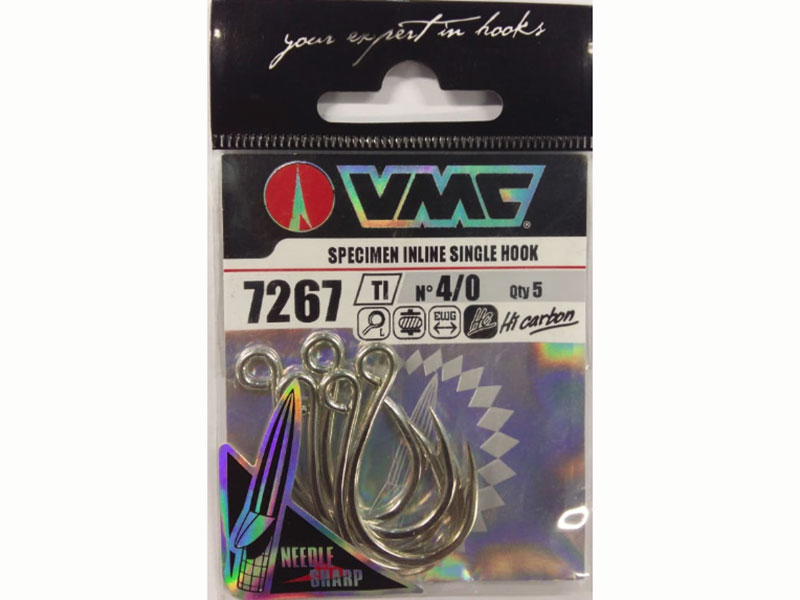 your expert in hooks
VMC®
SPECIMEN INLINE SINGLE HOOK
7267 TI N° 4/0 Qty 5
L EWG Hc Hi carbon
NEEDLE
SHARP